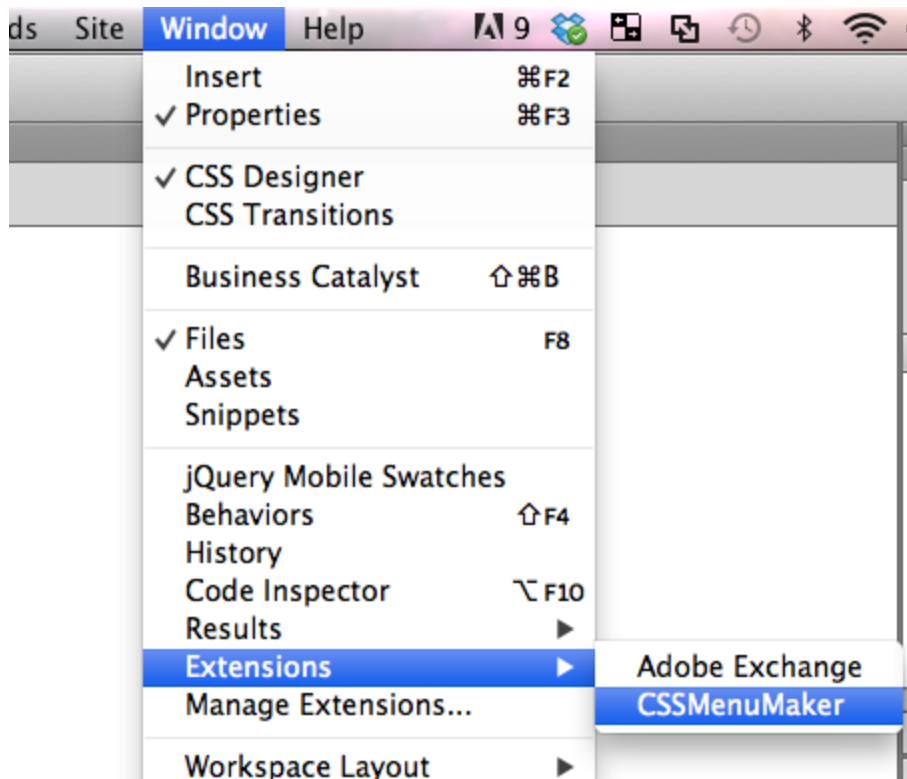 ds Site Window Help 9
Insert ⌘F2
✓ Properties ⌘F3
✓ CSS Designer
CSS Transitions
Business Catalyst ⇧⌘B
✓ Files F8
Assets
Snippets
jQuery Mobile Swatches
Behaviors ⇧F4
History
Code Inspector ⌥F10
Results ▶
Extensions ▶
Adobe Exchange
Manage Extensions...
CSSMenuMaker
Workspace Layout ▶